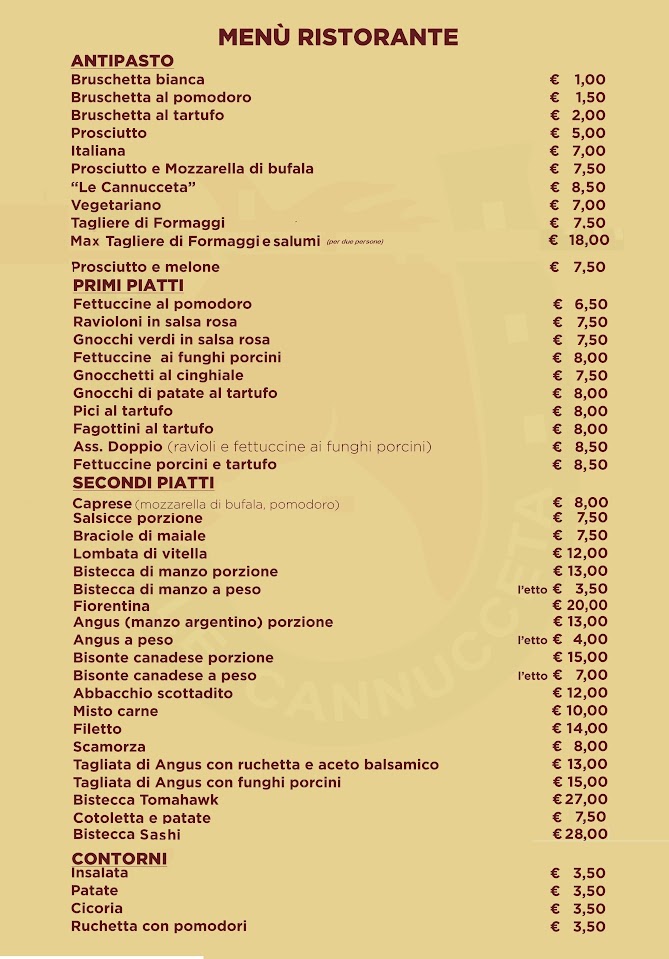 MENÙ RISTORANTE
ANTIPASTO
Bruschetta bianca € 1,00
Bruschetta al pomodoro € 1,50
Bruschetta al tartufo € 2,00
Prosciutto € 5,00
Italiana € 7,00
Prosciutto e Mozzarella di bufala € 7,50
“Le Cannucceta” € 8,50
Vegetariano € 7,00
Tagliere di Formaggi € 7.50
Max Tagliere di Formaggi e salumi (per due persone) € 18,00
Prosciutto e melone € 7,50
PRIMI PIATTI
Fettuccine al pomodoro € 6,50
Ravioloni in salsa rosa € 7,50
Gnocchi verdi in salsa rosa € 7,50
Fettuccine ai funghi porcini € 8,00
Gnocchetti al cinghiale € 7,50
Gnocchi di patate al tartufo € 8,00
Pici al tartufo € 8,00
Fagottini al tartufo € 8,00
Ass. Doppio (ravioli e fettuccine ai funghi porcini) € 8,50
Fettuccine porcini e tartufo € 8,50
SECONDI PIATTI
Caprese (mozzarella di bufala, pomodoro) € 8,00
Salsicce porzione € 7,50
Braciole di maiale € 7,50
Lombata di vitella € 12,00
Bistecca di manzo porzione € 13,00
Bistecca di manzo a peso l'etto € 3,50
Fiorentina € 20,00
Angus (manzo argentino) porzione € 13,00
Angus a peso l'etto € 4,00
Bisonte canadese porzione € 15,00
Bisonte canadese a peso l'etto € 7,00
Abbacchio scottadito € 12,00
Misto carne € 10,00
Filetto € 14,00
Scamorza € 8,00
Tagliata di Angus con ruchetta e aceto balsamico € 13,00
Tagliata di Angus con funghi porcini € 15,00
Bistecca Tomahawk € 27,00
Cotoletta e patate € 7,50
Bistecca Sashi € 28,00
CONTORNI
Insalata € 3,50
Patate € 3,50
Cicoria € 3,50
Ruchetta con pomodori € 3,50
CANNUCCETA